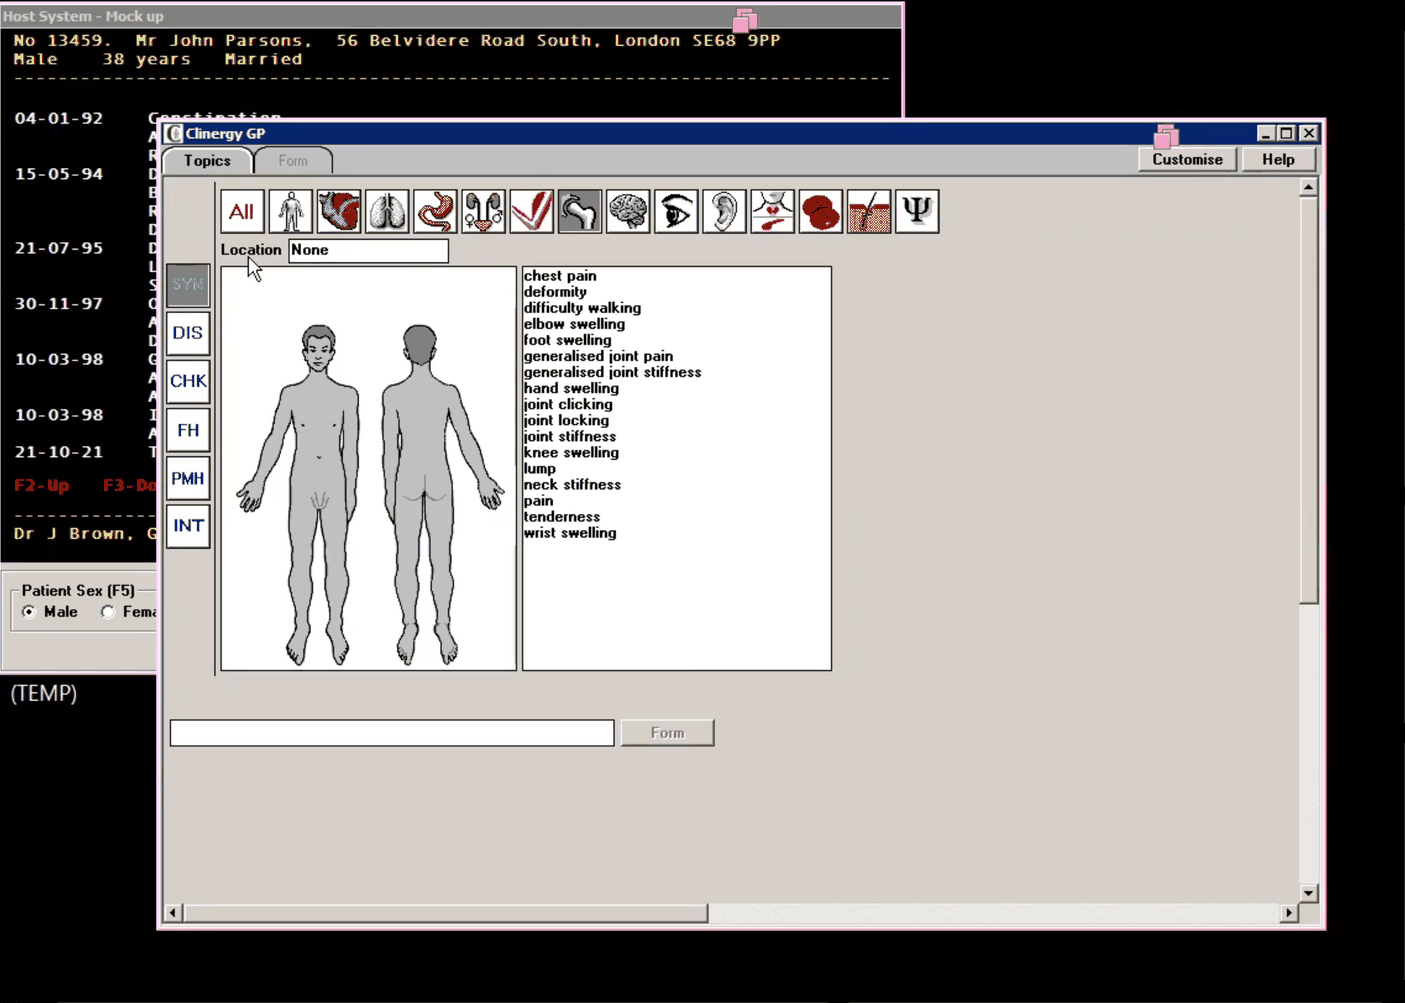 Host System - Mock up
No 13459. Mr John Parsons, 56 Belvidere Road South, London SE68 9PP
Male 38 years Married
04-01-92 Constipation
15-05-94
21-07-95
30-11-97
10-03-98
10-03-98
21-10-21
F2-Up
Dr J Brown,
Patient Sex (F5)
Male
(TEMP)
Clinergy GP
Topics Form Customise Help
All Ψ
Location None
SYM
DIS
CHK
FH
PMH
INT
chest pain
deformity
difficulty walking
elbow swelling
foot swelling
generalised joint pain
generalised joint stiffness
hand swelling
joint clicking
joint locking
joint stiffness
knee swelling
lump
neck stiffness
pain
tenderness
wrist swelling
Form